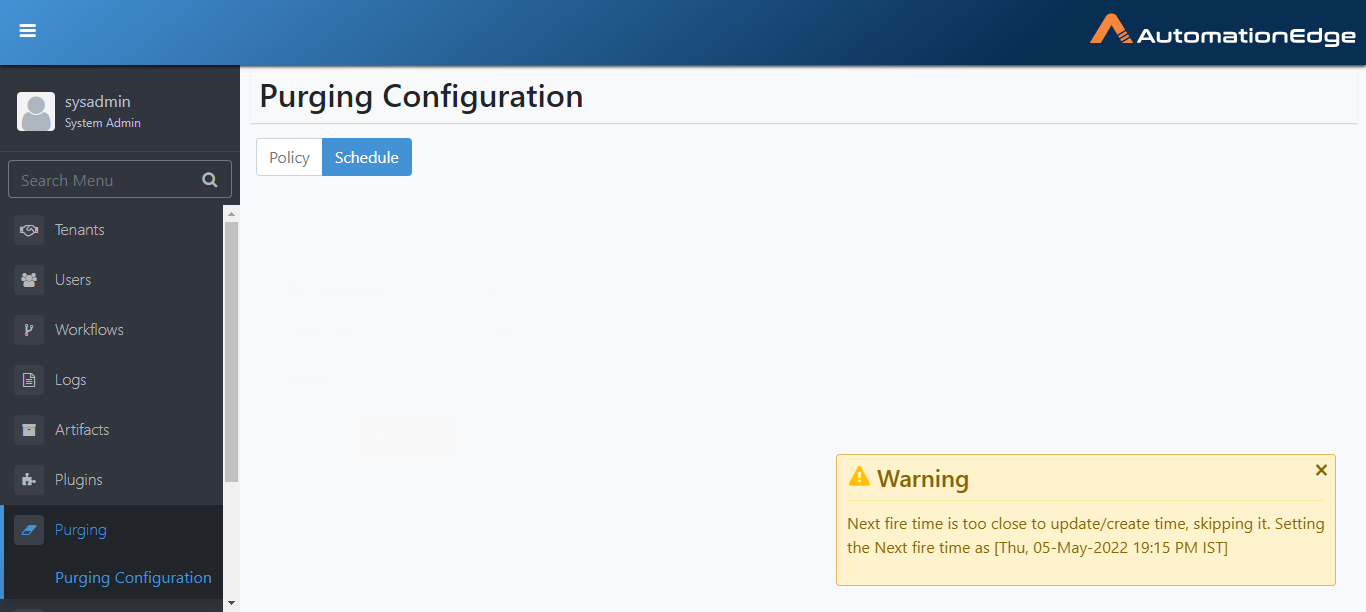 AutomationEdge
sysadmin
System Admin
Search Menu
Tenants
Users
Workflows
Logs
Artifacts
Plugins
Purging
Purging Configuration
Purging Configuration
Policy
Schedule
Warning
Next fire time is too close to update/create time, skipping it. Setting
the Next fire time as [Thu, 05-May-2022 19:15 PM IST]